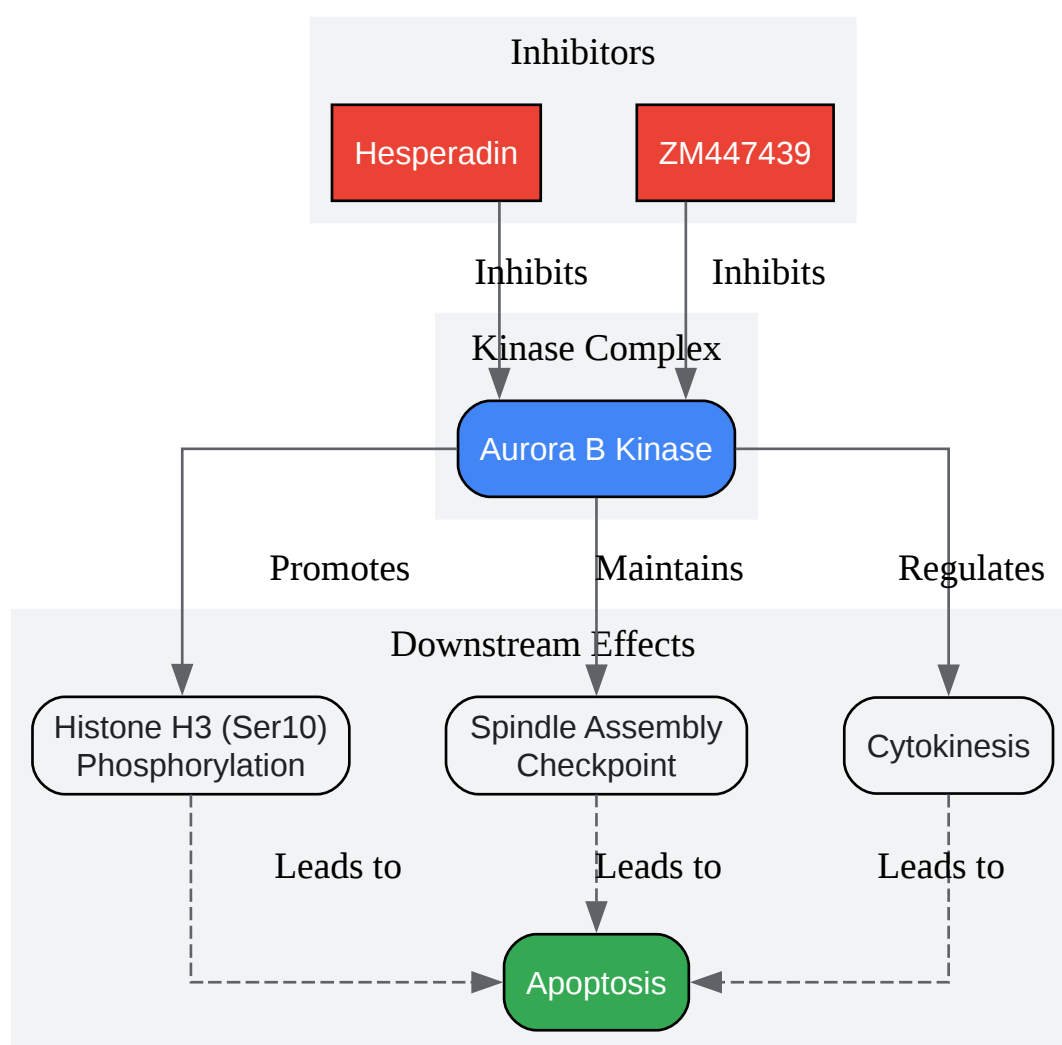 Inhibitors
Hesperadin
ZM447439
Inhibits
Inhibits
Kinase Complex
Aurora B Kinase
Promotes
Maintains
Regulates
Downstream Effects
Histone H3 (Ser10)
Phosphorylation
Spindle Assembly
Checkpoint
Cytokinesis
Leads to
Leads to
Leads to
Apoptosis